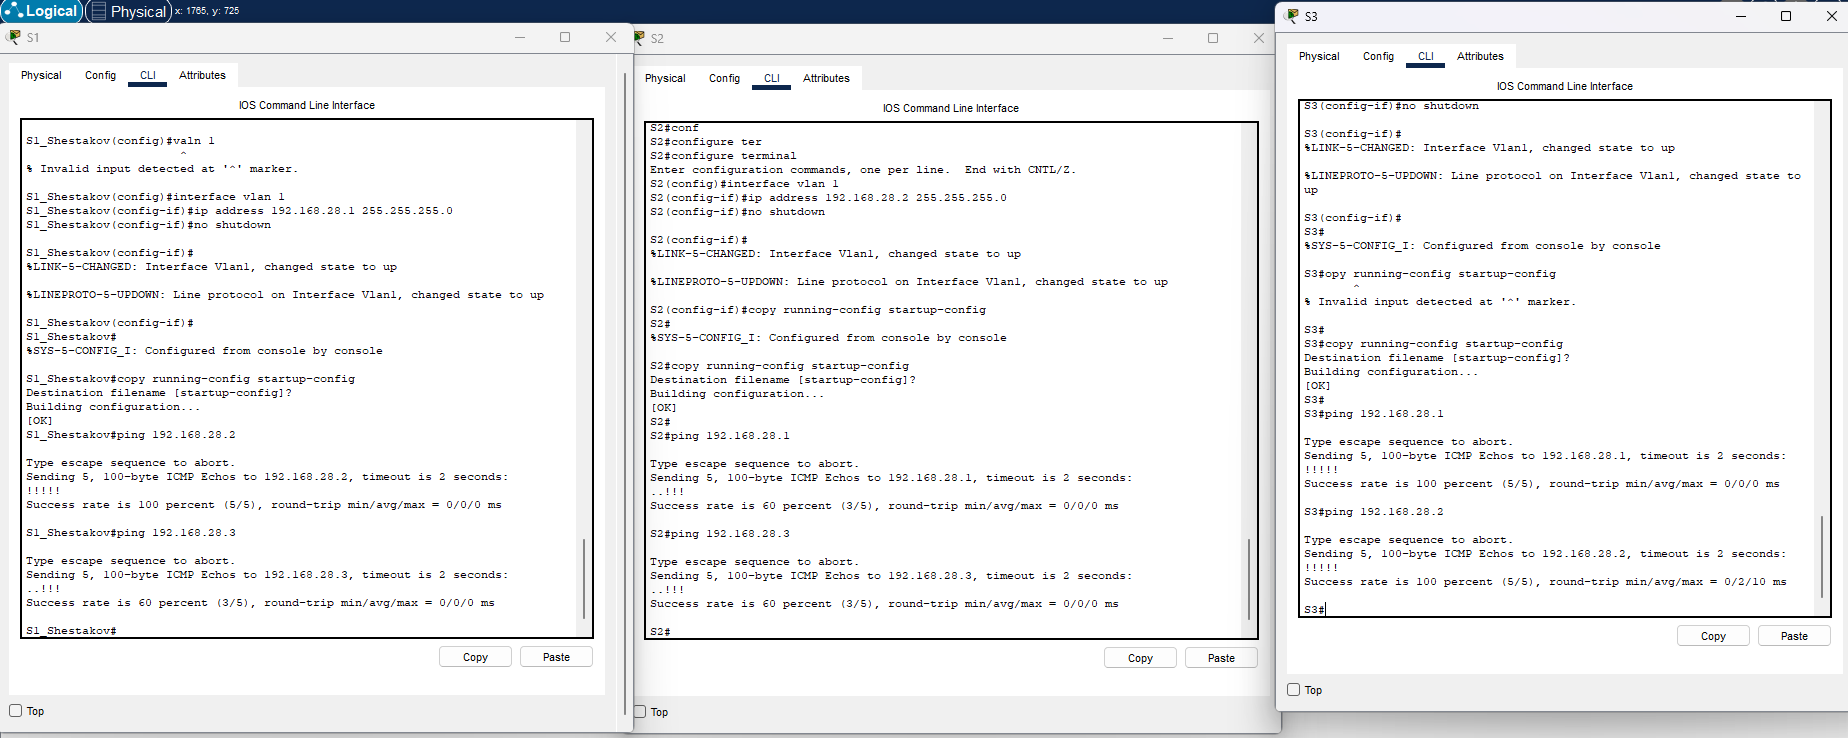 Logical
Physical
x: 1765, y: 725
S1
Physical Config CLI Attributes
IOS Command Line Interface
S1_Shestakov(config)#valn 1
^
% Invalid input detected at '^' marker.
S1_Shestakov(config)#interface vlan 1
S1_Shestakov(config-if)#ip address 192.168.28.1 255.255.255.0
S1_Shestakov(config-if)#no shutdown
S1_Shestakov(config-if)#
%LINK-5-CHANGED: Interface Vlan1, changed state to up
%LINEPROTO-5-UPDOWN: Line protocol on Interface Vlan1, changed state to up
S1_Shestakov(config-if)#
S1_Shestakov#
%SYS-5-CONFIG_I: Configured from console by console
S1_Shestakov#copy running-config startup-config
Destination filename [startup-config]?
Building configuration...
[OK]
S1_Shestakov#ping 192.168.28.2
Type escape sequence to abort.
Sending 5, 100-byte ICMP Echos to 192.168.28.2, timeout is 2 seconds:
!!!!!
Success rate is 100 percent (5/5), round-trip min/avg/max = 0/0/0 ms
S1_Shestakov#ping 192.168.28.3
Type escape sequence to abort.
Sending 5, 100-byte ICMP Echos to 192.168.28.3, timeout is 2 seconds:
..!!!
Success rate is 60 percent (3/5), round-trip min/avg/max = 0/0/0 ms
S1_Shestakov#
Copy Paste
Top
S2
Physical Config CLI Attributes
IOS Command Line Interface
S2#conf
S2#configure ter
S2#configure terminal
Enter configuration commands, one per line.  End with CNTL/Z.
S2(config)#interface vlan 1
S2(config-if)#ip address 192.168.28.2 255.255.255.0
S2(config-if)#no shutdown
S2(config-if)#
%LINK-5-CHANGED: Interface Vlan1, changed state to up
%LINEPROTO-5-UPDOWN: Line protocol on Interface Vlan1, changed state to up
S2(config-if)#copy running-config startup-config
S2#
%SYS-5-CONFIG_I: Configured from console by console
S2#copy running-config startup-config
Destination filename [startup-config]?
Building configuration...
[OK]
S2#
S2#ping 192.168.28.1
Type escape sequence to abort.
Sending 5, 100-byte ICMP Echos to 192.168.28.1, timeout is 2 seconds:
..!!!
Success rate is 60 percent (3/5), round-trip min/avg/max = 0/0/0 ms
S2#ping 192.168.28.3
Type escape sequence to abort.
Sending 5, 100-byte ICMP Echos to 192.168.28.3, timeout is 2 seconds:
..!!!
Success rate is 60 percent (3/5), round-trip min/avg/max = 0/0/0 ms
S2#
Copy Paste
Top
S3
Physical Config CLI Attributes
IOS Command Line Interface
S3(config-if)#no shutdown
S3(config-if)#
%LINK-5-CHANGED: Interface Vlan1, changed state to up
%LINEPROTO-5-UPDOWN: Line protocol on Interface Vlan1, changed state to
up
S3(config-if)#
S3#
%SYS-5-CONFIG_I: Configured from console by console
S3#opy running-config startup-config
^
% Invalid input detected at '^' marker.
S3#
S3#copy running-config startup-config
Destination filename [startup-config]?
Building configuration...
[OK]
S3#
S3#ping 192.168.28.1
Type escape sequence to abort.
Sending 5, 100-byte ICMP Echos to 192.168.28.1, timeout is 2 seconds:
!!!!!
Success rate is 100 percent (5/5), round-trip min/avg/max = 0/0/0 ms
S3#ping 192.168.28.2
Type escape sequence to abort.
Sending 5, 100-byte ICMP Echos to 192.168.28.2, timeout is 2 seconds:
!!!!!
Success rate is 100 percent (5/5), round-trip min/avg/max = 0/2/10 ms
S3#
Copy Paste
Top